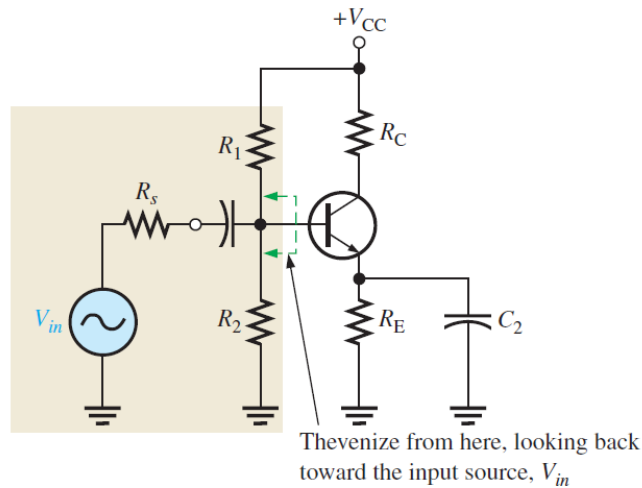 +VCC
R1
RC
Rs
Vin
R2
RE
C2
Thevenize from here, looking back
toward the input source, Vin